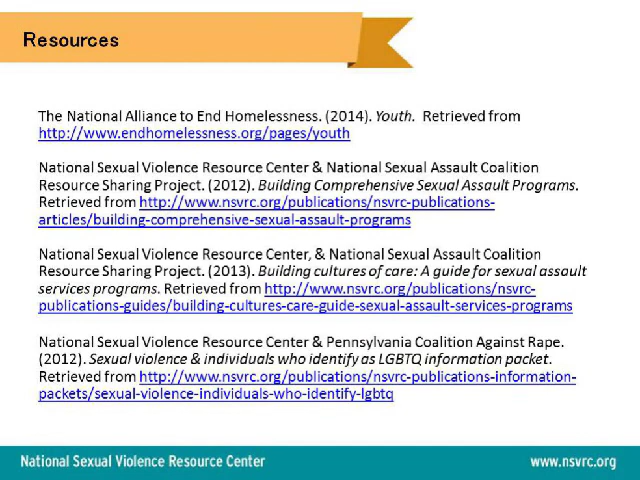 Resources
The National Alliance to End Homelessness. (2014). Youth. Retrieved from
http://www.endhomelessness.org/pages/youth
National Sexual Violence Resource Center & National Sexual Assault Coalition
Resource Sharing Project. (2012). Building Comprehensive Sexual Assault Programs.
Retrieved from http://www.nsvrc.org/publications/nsvrc-publications-
articles/building-comprehensive-sexual-assault-programs
National Sexual Violence Resource Center, & National Sexual Assault Coalition
Resource Sharing Project. (2013). Building cultures of care: A guide for sexual assault
services programs. Retrieved from http://www.nsvrc.org/publications/nsvrc-
publications-guides/building-cultures-care-guide-sexual-assault-services-programs
National Sexual Violence Resource Center & Pennsylvania Coalition Against Rape.
(2012). Sexual violence & individuals who identify as LGBTQ information packet.
Retrieved from http://www.nsvrc.org/publications/nsvrc-publications-information-
packets/sexual-violence-individuals-who-identify-lgbtq
National Sexual Violence Resource Center
www.nsvrc.org